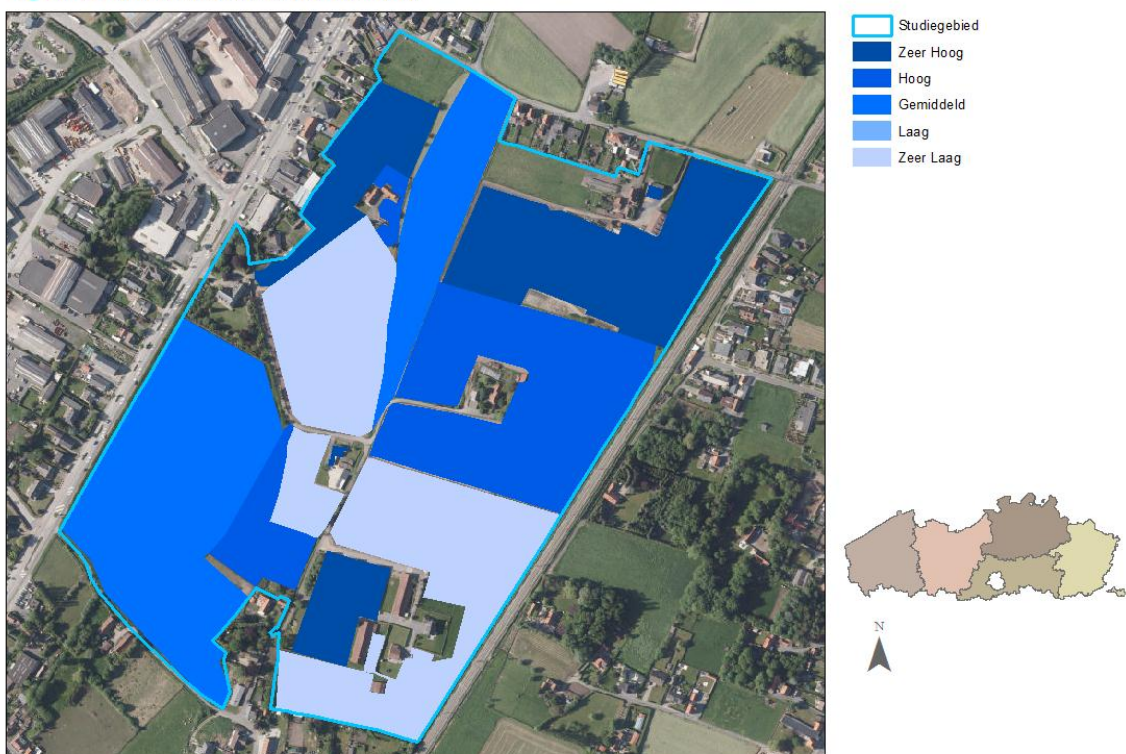 Studiegebied
Zeer Hoog
Hoog
Gemiddeld
Laag
Zeer Laag
N